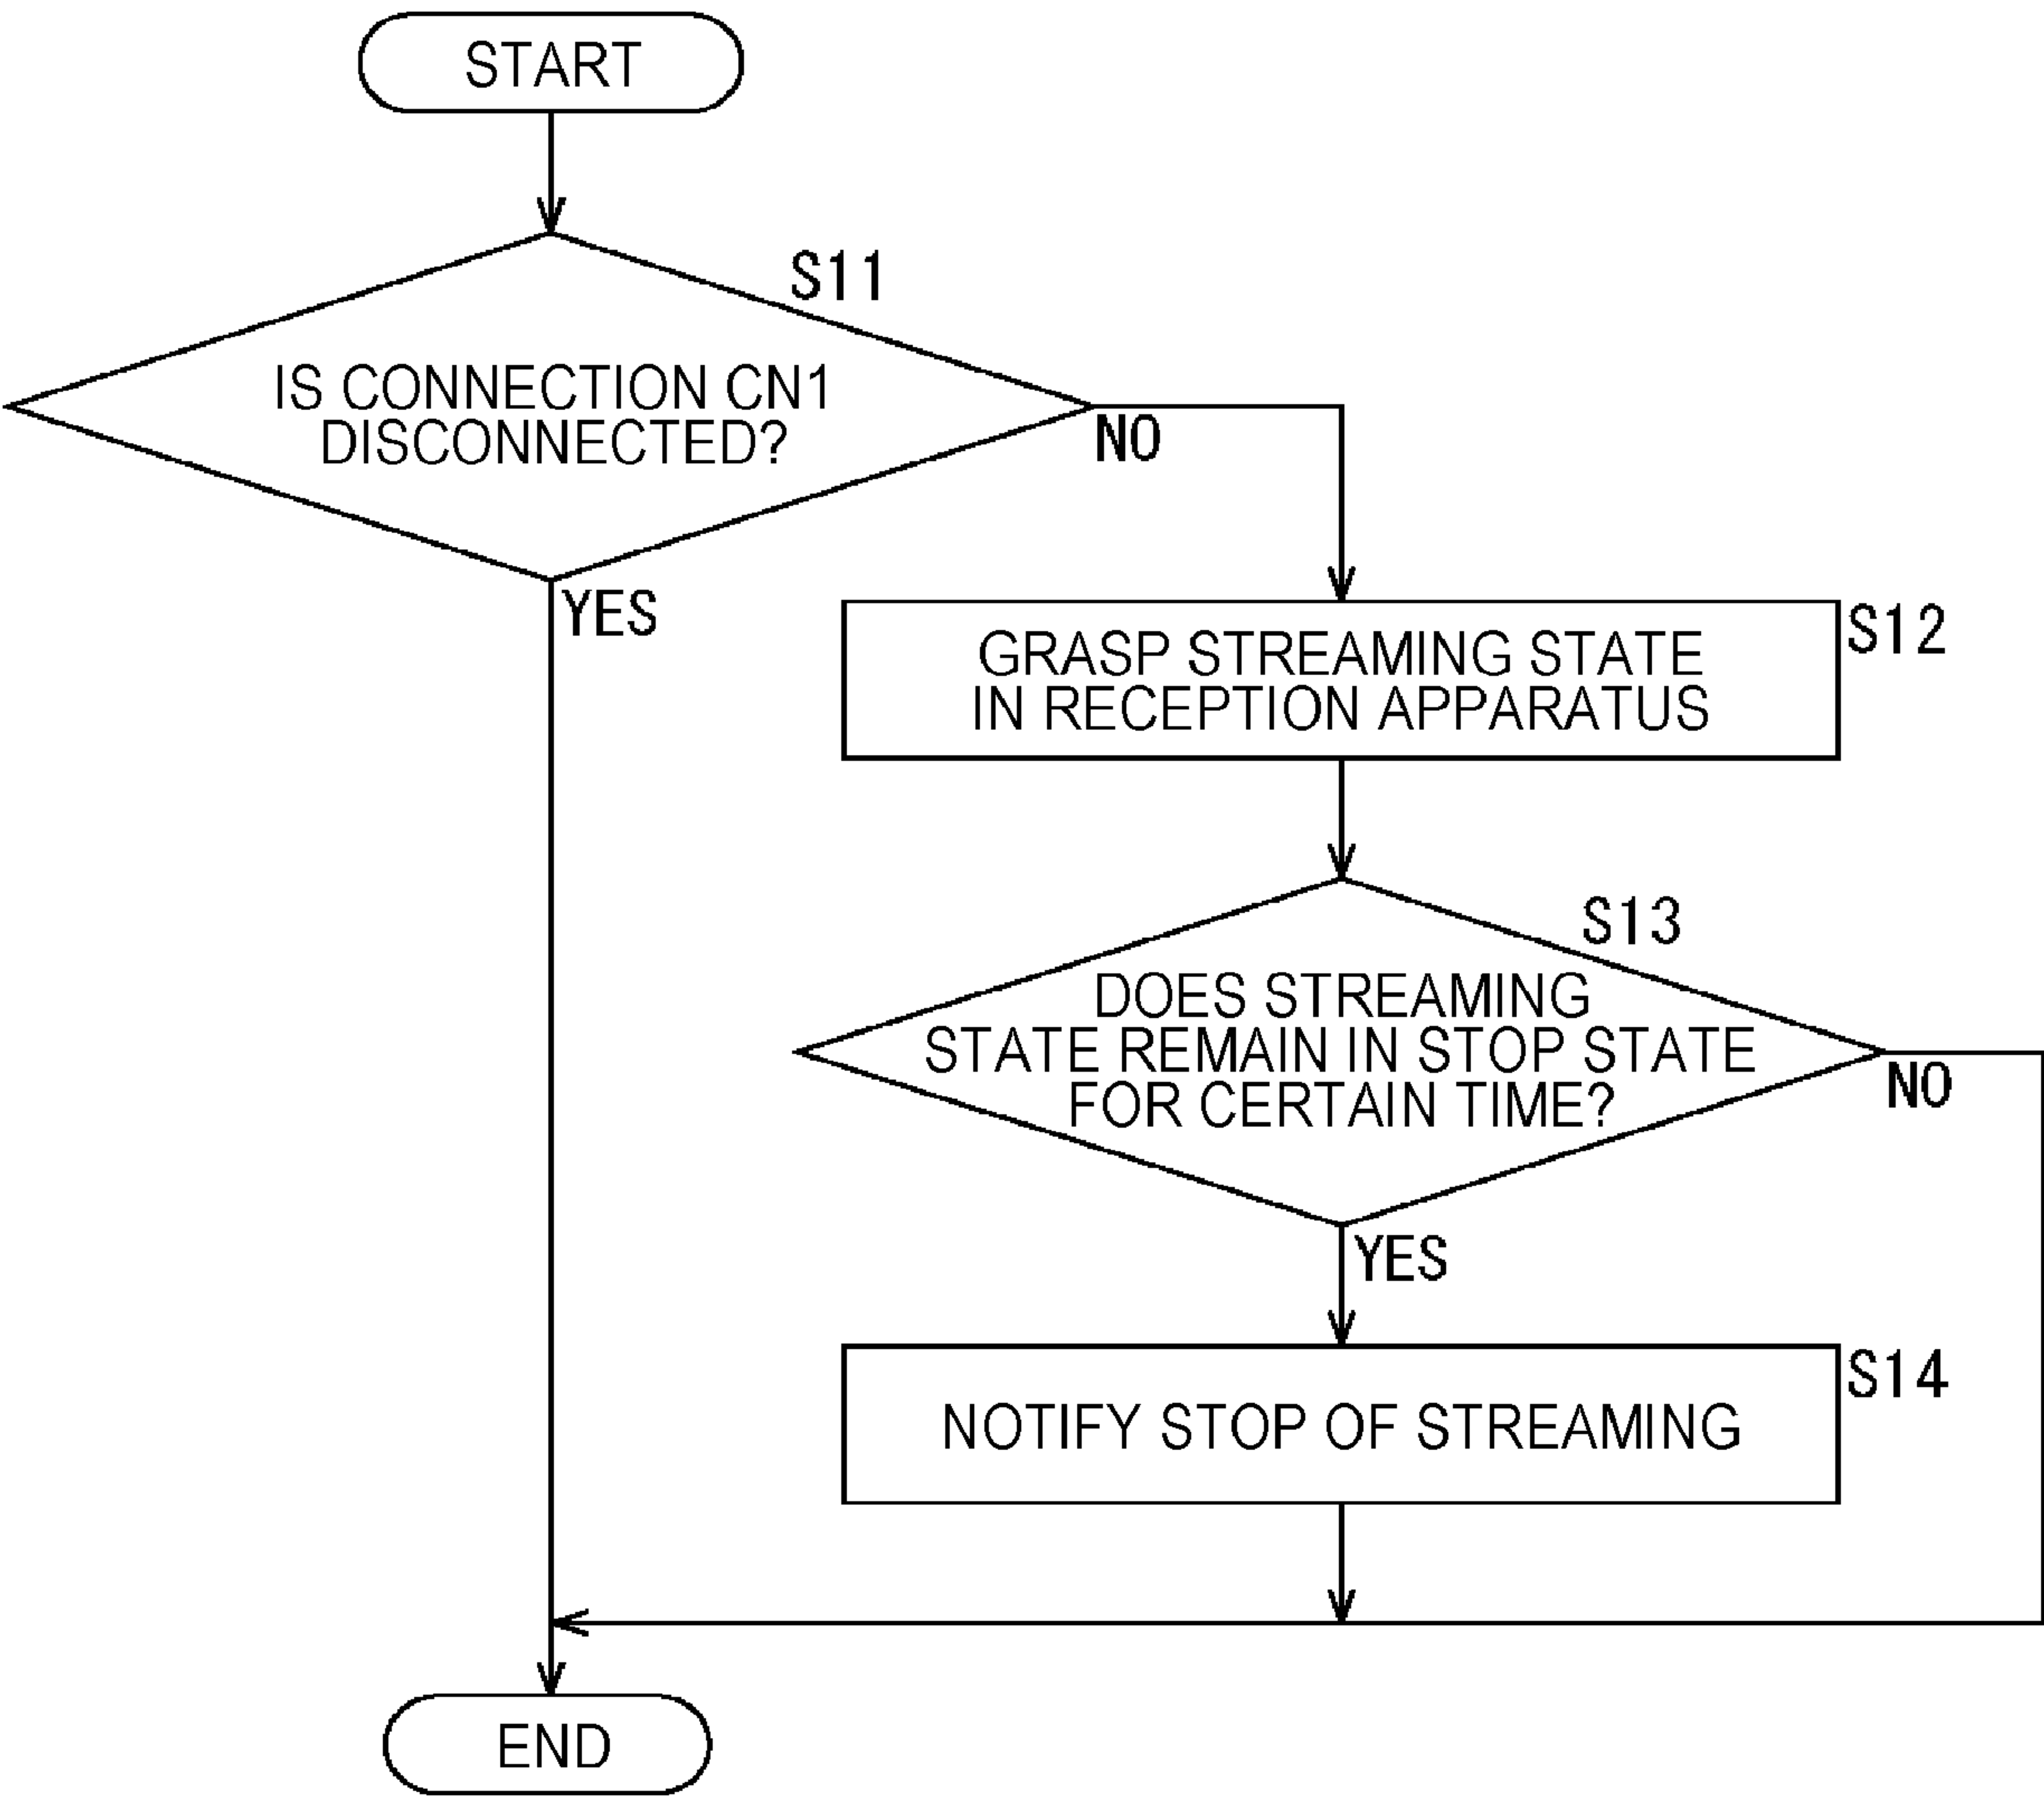 START
S11
IS CONNECTION CN1
DISCONNECTED?
NO
YES
S12
GRASP STREAMING STATE
IN RECEPTION APPARATUS
S13
DOES STREAMING
STATE REMAIN IN STOP STATE
FOR CERTAIN TIME?
NO
YES
S14
NOTIFY STOP OF STREAMING
END